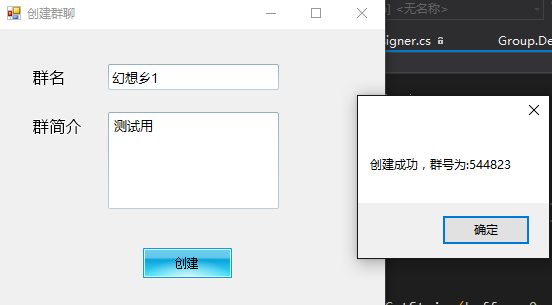 创建群聊
] <无名称>
igner.cs
Group.De
群名
幻想乡1
群简介
测试用
创建成功，群号为:544823
确定
创建